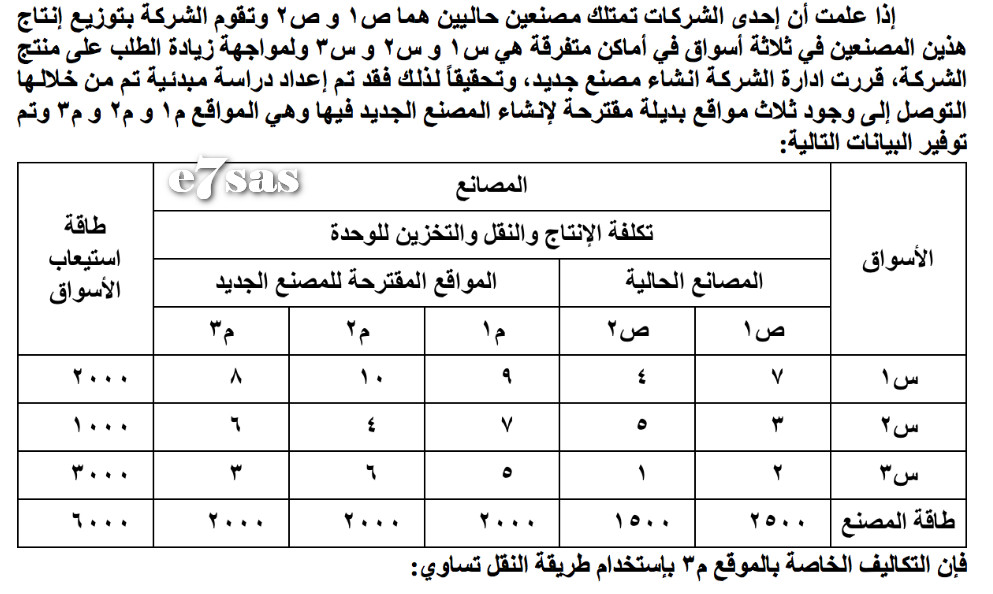 إذا علمت أن إحدى الشركات تمتلك مصنعين حاليين هما ص١ و ص٢ وتقوم الشركة بتوزيع إنتاج
هذين المصنعين في ثلاثة أسواق في أماكن متفرقة هي س١ و س٢ و س٣ ولمواجهة زيادة الطلب على منتج
الشركة، قررت ادارة الشركة انشاء مصنع جديد، وتحقيقاً لذلك فقد تم إعداد دراسة مبدئية تم من خلالها
التوصل إلى وجود ثلاث مواقع بديلة مقترحة لإنشاء المصنع الجديد فيها وهي المواقع م١ و م٢ و م٣ وتم
توفير البيانات التالية:
e7sas
الأسواق
المصانع
طاقة استيعاب الأسواق
تكلفة الإنتاج والنقل والتخزين للوحدة
المصانع الحالية
المواقع المقترحة للمصنع الجديد
ص١ ص٢ م١ م٢ م٣
س١ ٧ ٤ ٩ ١٠ ٨ ٢٠٠٠
س٢ ٣ ٥ ٧ ٤ ٦ ١٠٠٠
س٣ ٢ ١ ٥ ٦ ٣ ٣٠٠٠
طاقة المصنع ٢٥٠٠ ١٥٠٠ ٢٠٠٠ ٢٠٠٠ ٢٠٠٠ ٦٠٠٠
فإن التكاليف الخاصة بالموقع م٣ بإستخدام طريقة النقل تساوي: